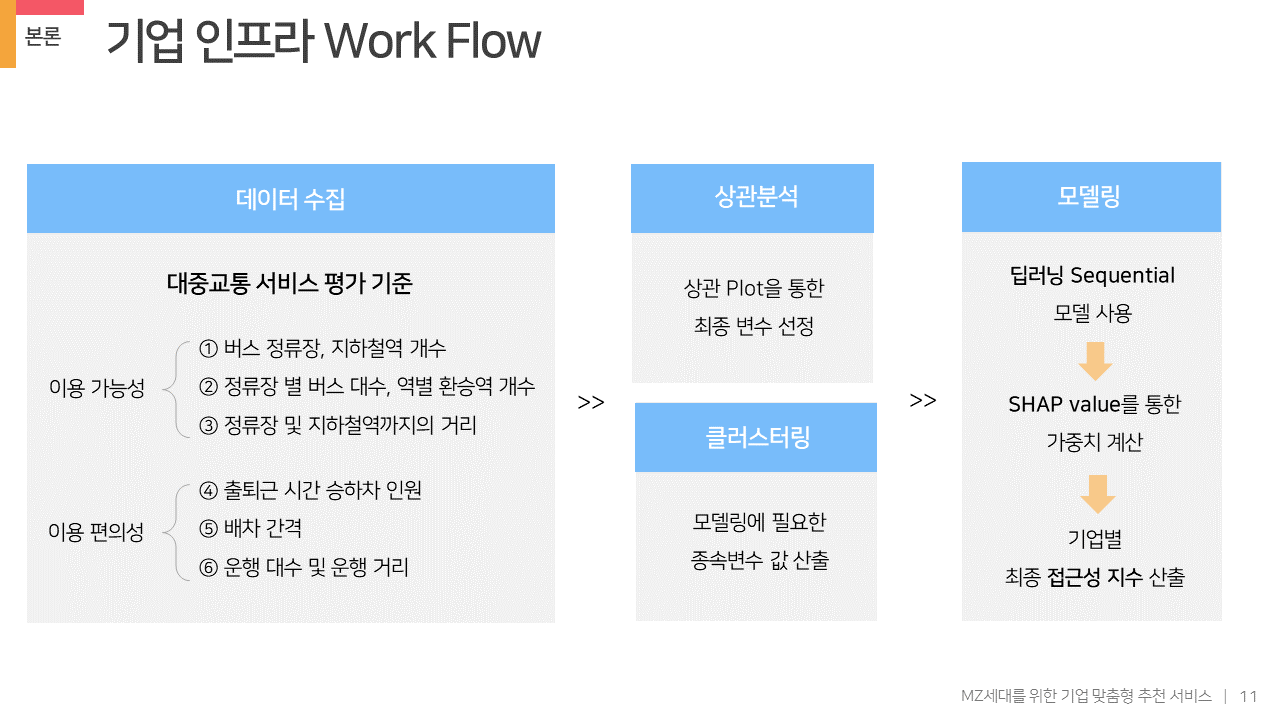 본론
기업 인프라 Work Flow
데이터 수집
대중교통 서비스 평가 기준
이용 가능성
① 버스 정류장, 지하철역 개수
② 정류장 별 버스 대수, 역별 환승역 개수
③ 정류장 및 지하철역까지의 거리
이용 편의성
④ 출퇴근 시간 승하차 인원
⑤ 배차 간격
⑥ 운행 대수 및 운행 거리
>>
상관분석
상관 Plot을 통한
최종 변수 선정
클러스터링
모델링에 필요한
종속변수 값 산출
>>
모델링
딥러닝 Sequential
모델 사용
SHAP value를 통한
가중치 계산
기업별
최종 접근성 지수 산출
MZ세대를 위한 기업 맞춤형 추천 서비스 | 11